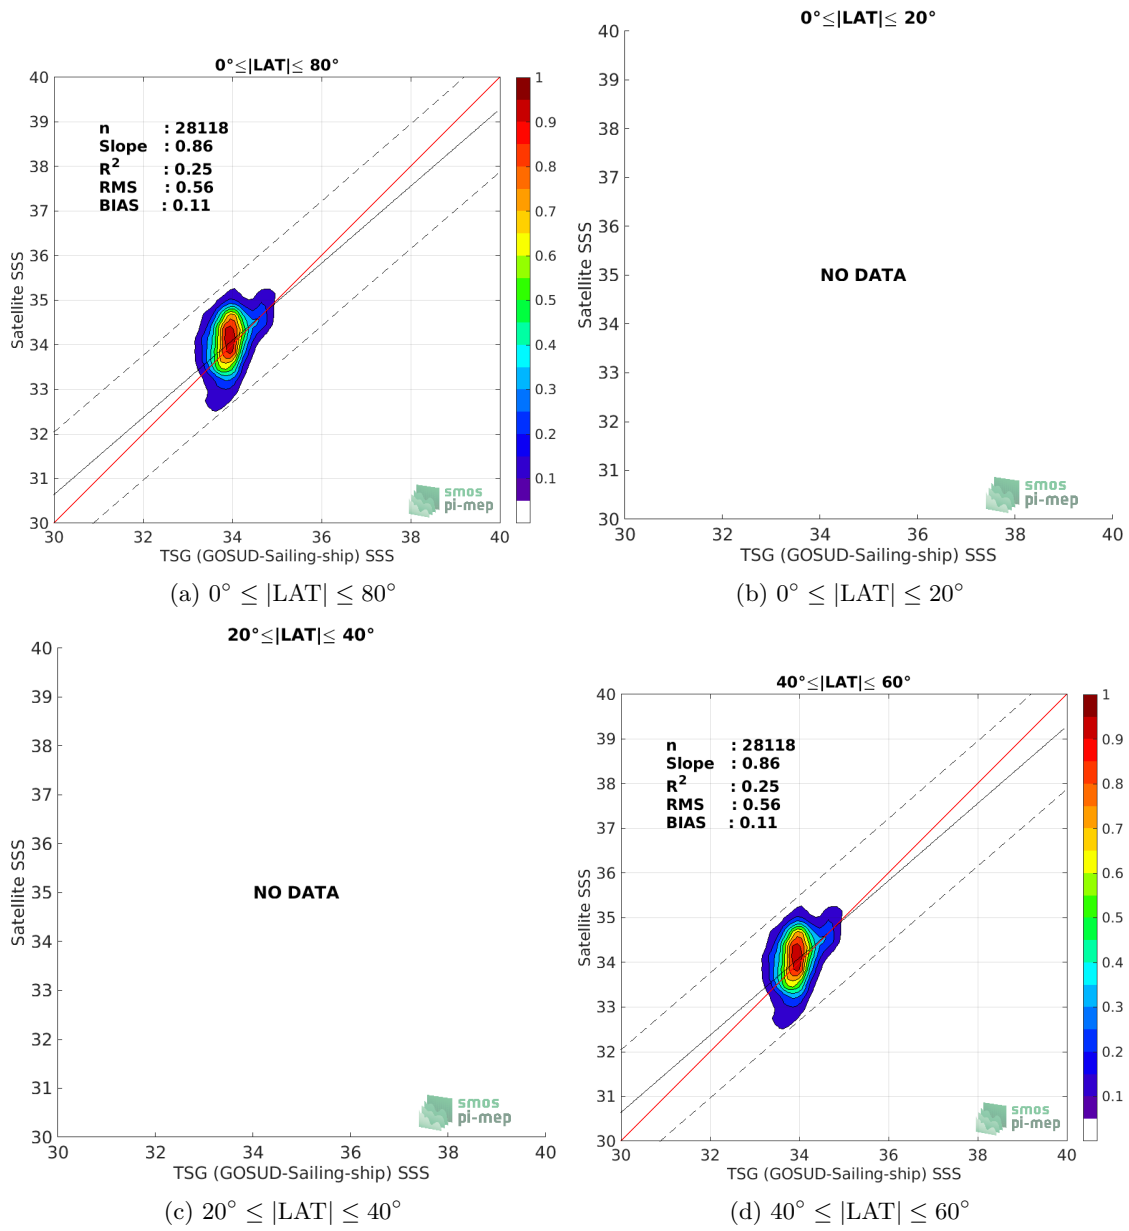 0°≤|LAT|≤ 80°
40
39
38
37
36
35
34
33
32
31
30
Satellite SSS
n : 28118
Slope : 0.86
R² : 0.25
RMS : 0.56
BIAS : 0.11
1
0.9
0.8
0.7
0.6
0.5
0.4
0.3
0.2
0.1
smos
pi-mep
30 32 34 36 38 40
TSG (GOSUD-Sailing-ship) SSS
(a) 0° ≤ |LAT| ≤ 80°
0°≤|LAT|≤ 20°
40
39
38
37
36
35
34
33
32
31
30
Satellite SSS
NO DATA
smos
pi-mep
30 32 34 36 38 40
TSG (GOSUD-Sailing-ship) SSS
(b) 0° ≤ |LAT| ≤ 20°
20°≤|LAT|≤ 40°
40
39
38
37
36
35
34
33
32
31
30
Satellite SSS
NO DATA
smos
pi-mep
30 32 34 36 38 40
TSG (GOSUD-Sailing-ship) SSS
(c) 20° ≤ |LAT| ≤ 40°
40°≤|LAT|≤ 60°
40
39
38
37
36
35
34
33
32
31
30
Satellite SSS
n : 28118
Slope : 0.86
R² : 0.25
RMS : 0.56
BIAS : 0.11
1
0.9
0.8
0.7
0.6
0.5
0.4
0.3
0.2
0.1
smos
pi-mep
30 32 34 36 38 40
TSG (GOSUD-Sailing-ship) SSS
(d) 40° ≤ |LAT| ≤ 60°